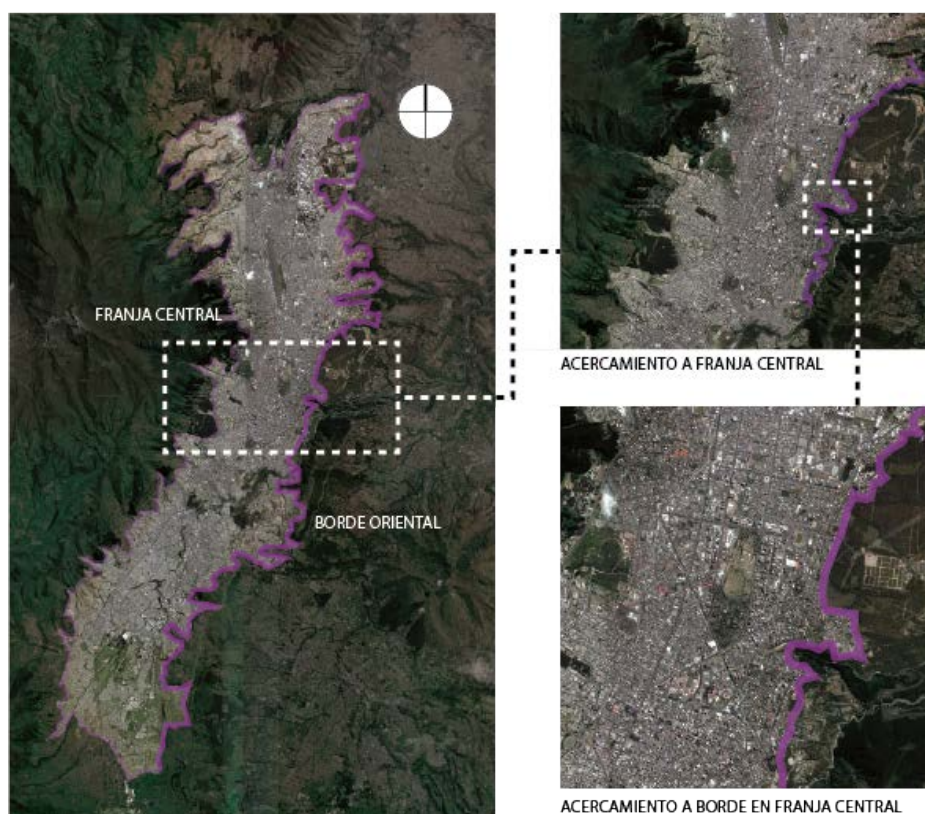 FRANJA CENTRAL
BORDE ORIENTAL
ACERCAMIENTO A FRANJA CENTRAL
ACERCAMIENTO A BORDE EN FRANJA CENTRAL